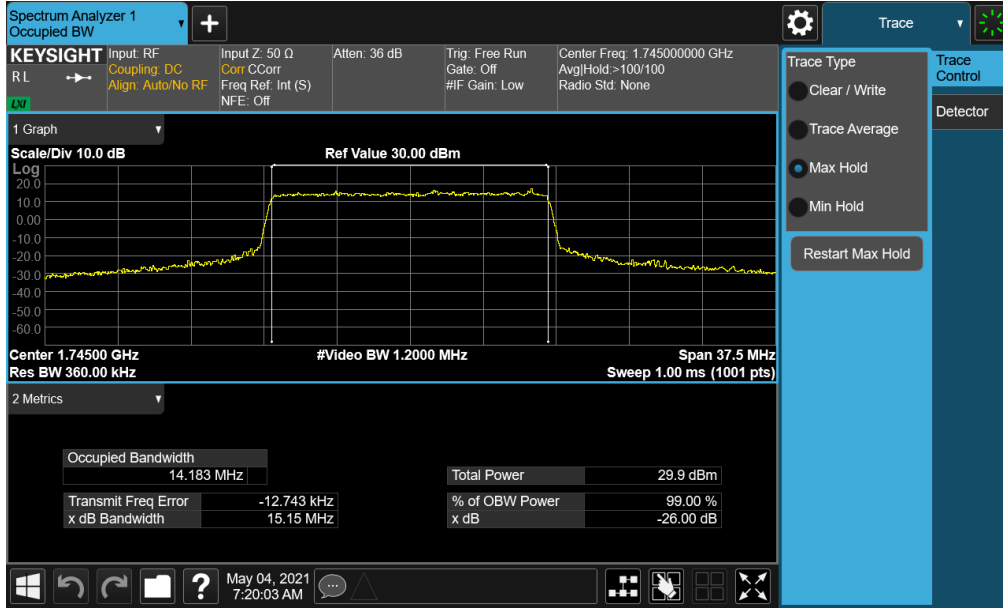 Spectrum Analyzer 1
Occupied BW
+
Trace
KEYSIGHT
RL
LXI
Input: RF
Coupling: DC
Align: Auto/No RF
Input Z: 50 Ω
Corr CCorr
Freq Ref: Int (S)
NFE: Off
Atten: 36 dB
Trig: Free Run
Gate: Off
#IF Gain: Low
Center Freq: 1.745000000 GHz
Avg|Hold:>100/100
Radio Std: None
Trace Type
Clear / Write
Trace Average
Max Hold
Min Hold
Restart Max Hold
Trace
Control
Detector
1 Graph
Scale/Div 10.0 dB
Ref Value 30.00 dBm
Log
20.0
10.0
0.00
-10.0
-20.0
-30.0
-40.0
-50.0
-60.0
Center 1.74500 GHz
#Video BW 1.2000 MHz
Span 37.5 MHz
Res BW 360.00 kHz
Sweep 1.00 ms (1001 pts)
2 Metrics
Occupied Bandwidth
14.183 MHz
Total Power 29.9 dBm
Transmit Freq Error -12.743 kHz
% of OBW Power 99.00 %
x dB Bandwidth 15.15 MHz
x dB -26.00 dB
?
May 04, 2021
7:20:03 AM